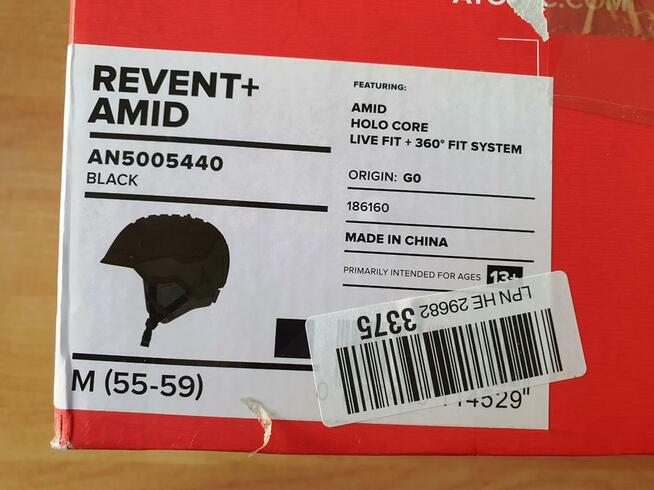 REVENT+
AMID
AN5005440
BLACK
M (55-59)
FEATURING:
AMID
HOLO CORE
LIVE FIT + 360° FIT SYSTEM
ORIGIN: G0
186160
MADE IN CHINA
PRIMARILY INTENDED FOR AGES 13+
LPN HE 29682 3375
14529"